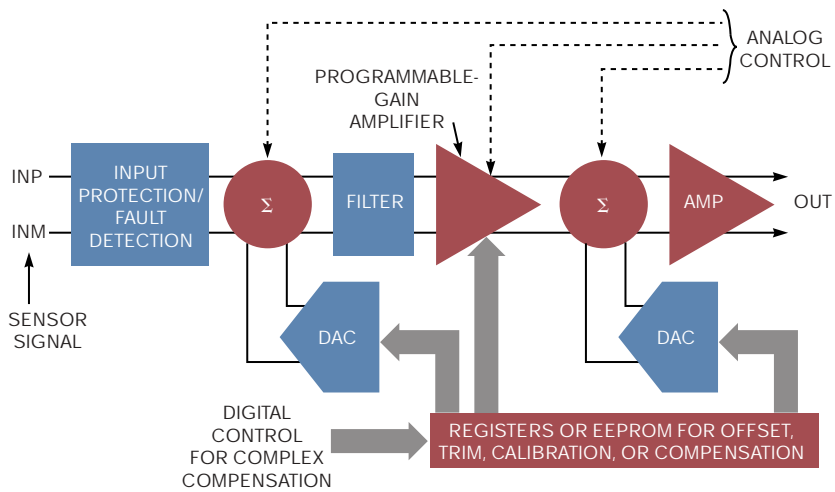 ANALOG
CONTROL
PROGRAMMABLE-
GAIN
AMPLIFIER
INP
INM
INPUT
PROTECTION/
FAULT
DETECTION
Σ
FILTER
Σ
AMP
OUT
SENSOR
SIGNAL
DAC
DAC
DIGITAL
CONTROL
FOR COMPLEX
COMPENSATION
REGISTERS OR EEPROM FOR OFFSET,
TRIM, CALIBRATION, OR COMPENSATION